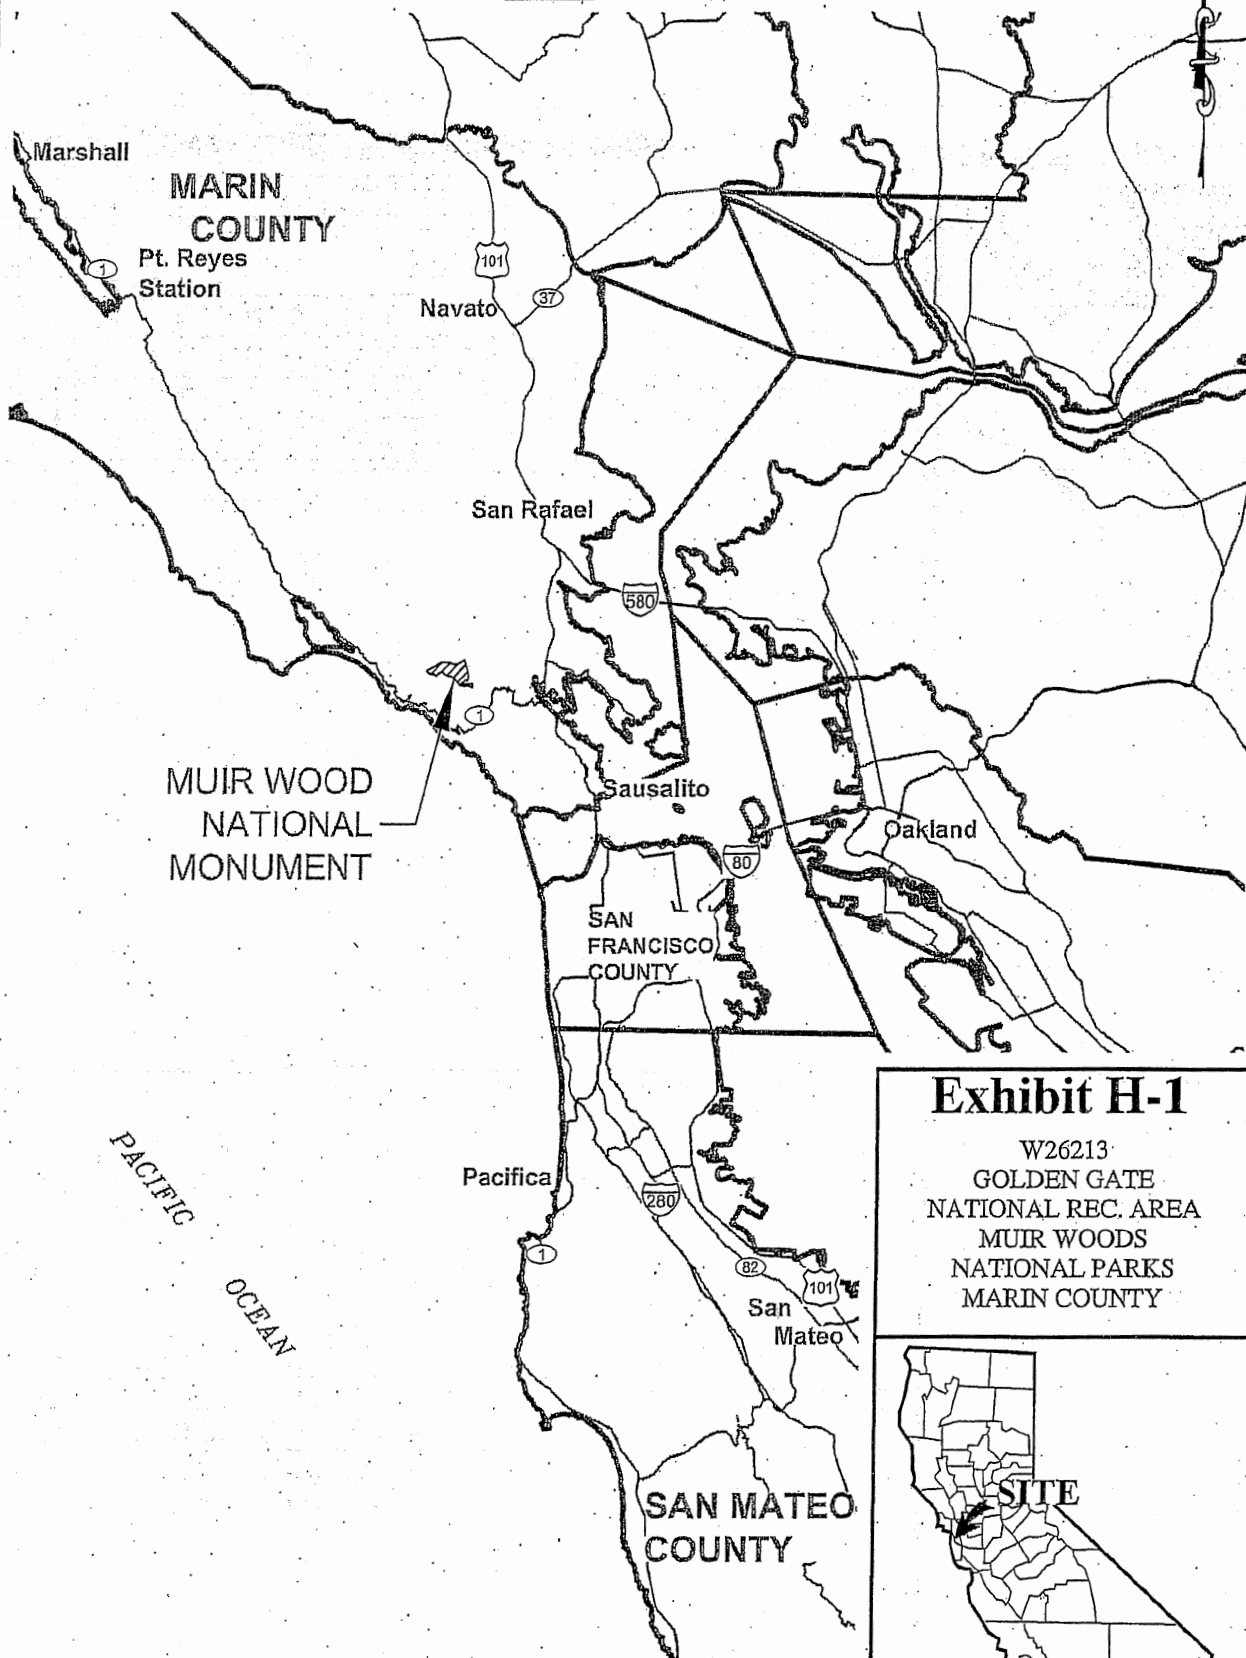 Marshall
MARIN
COUNTY
1
Pt. Reyes
Station
101
Navato
37
San Rafael
580
1
MUIR WOOD
NATIONAL
MONUMENT
Sausalito
Oakland
80
SAN
FRANCISCO
COUNTY
Pacifica
280
1
82
101
San
Mateo
PACIFIC
OCEAN
SAN MATEO
COUNTY
Exhibit H-1
W26213
GOLDEN GATE
NATIONAL REC. AREA
MUIR WOODS
NATIONAL PARKS
MARIN COUNTY
SITE